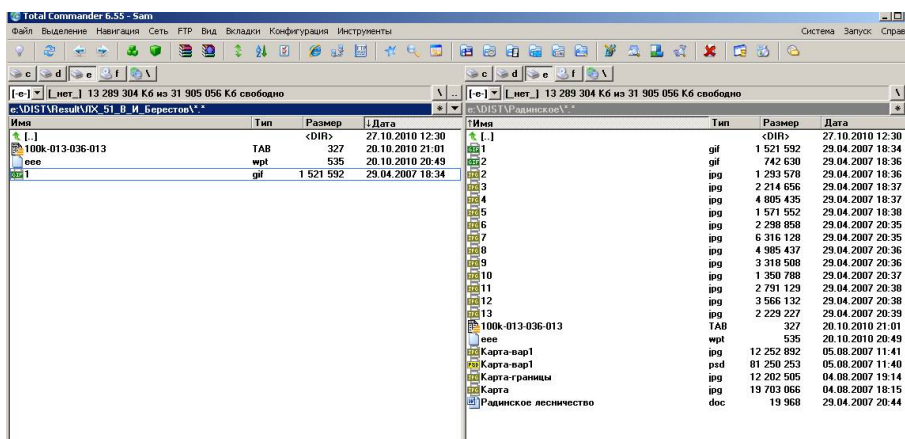 Total Commander 6.55 - Sam
Файл Выделение Навигация Сеть FTP Вид Вкладки Конфигурация Инструменты Система Запуск Справ
c d e f \ c d e f \
[-e-] [_нет_] 13 289 304 Кб из 31 905 056 Кб свободно \ .. [-e-] [_нет_] 13 289 304 Кб из 31 905 056 Кб свободно \
e:\DIST\Result\ЛХ_51_В_И_Берестов\*.* * e:\DIST\Радинское\*.* *
Имя Тип Размер ↓Дата ↑Имя Тип Размер Дата
[..] <DIR> 27.10.2010 12:30 [..] <DIR> 27.10.2010 12:30
100k-013-036-013 TAB 327 20.10.2010 21:01 1 gif 1 521 592 29.04.2007 18:34
eee wpt 535 20.10.2010 20:49 2 gif 742 630 29.04.2007 18:36
1 gif 1 521 592 29.04.2007 18:34 2 jpg 1 293 578 29.04.2007 18:36
3 jpg 2 214 656 29.04.2007 18:37
4 jpg 4 805 435 29.04.2007 18:37
5 jpg 1 571 552 29.04.2007 18:38
6 jpg 2 298 858 29.04.2007 20:35
7 jpg 6 316 128 29.04.2007 20:35
8 jpg 4 985 437 29.04.2007 20:36
9 jpg 3 318 508 29.04.2007 20:36
10 jpg 1 350 788 29.04.2007 20:37
11 jpg 2 791 129 29.04.2007 20:38
12 jpg 3 566 132 29.04.2007 20:38
13 jpg 2 229 227 29.04.2007 20:39
100k-013-036-013 TAB 327 20.10.2010 21:01
eee wpt 535 20.10.2010 20:49
Карта-вар1 jpg 12 252 892 05.08.2007 11:41
Карта-вар1 psd 81 250 253 05.08.2007 11:40
Карта-границы jpg 12 202 505 04.08.2007 19:14
Карта jpg 19 703 066 04.08.2007 18:15
Радинское лесничество doc 19 968 29.04.2007 20:44